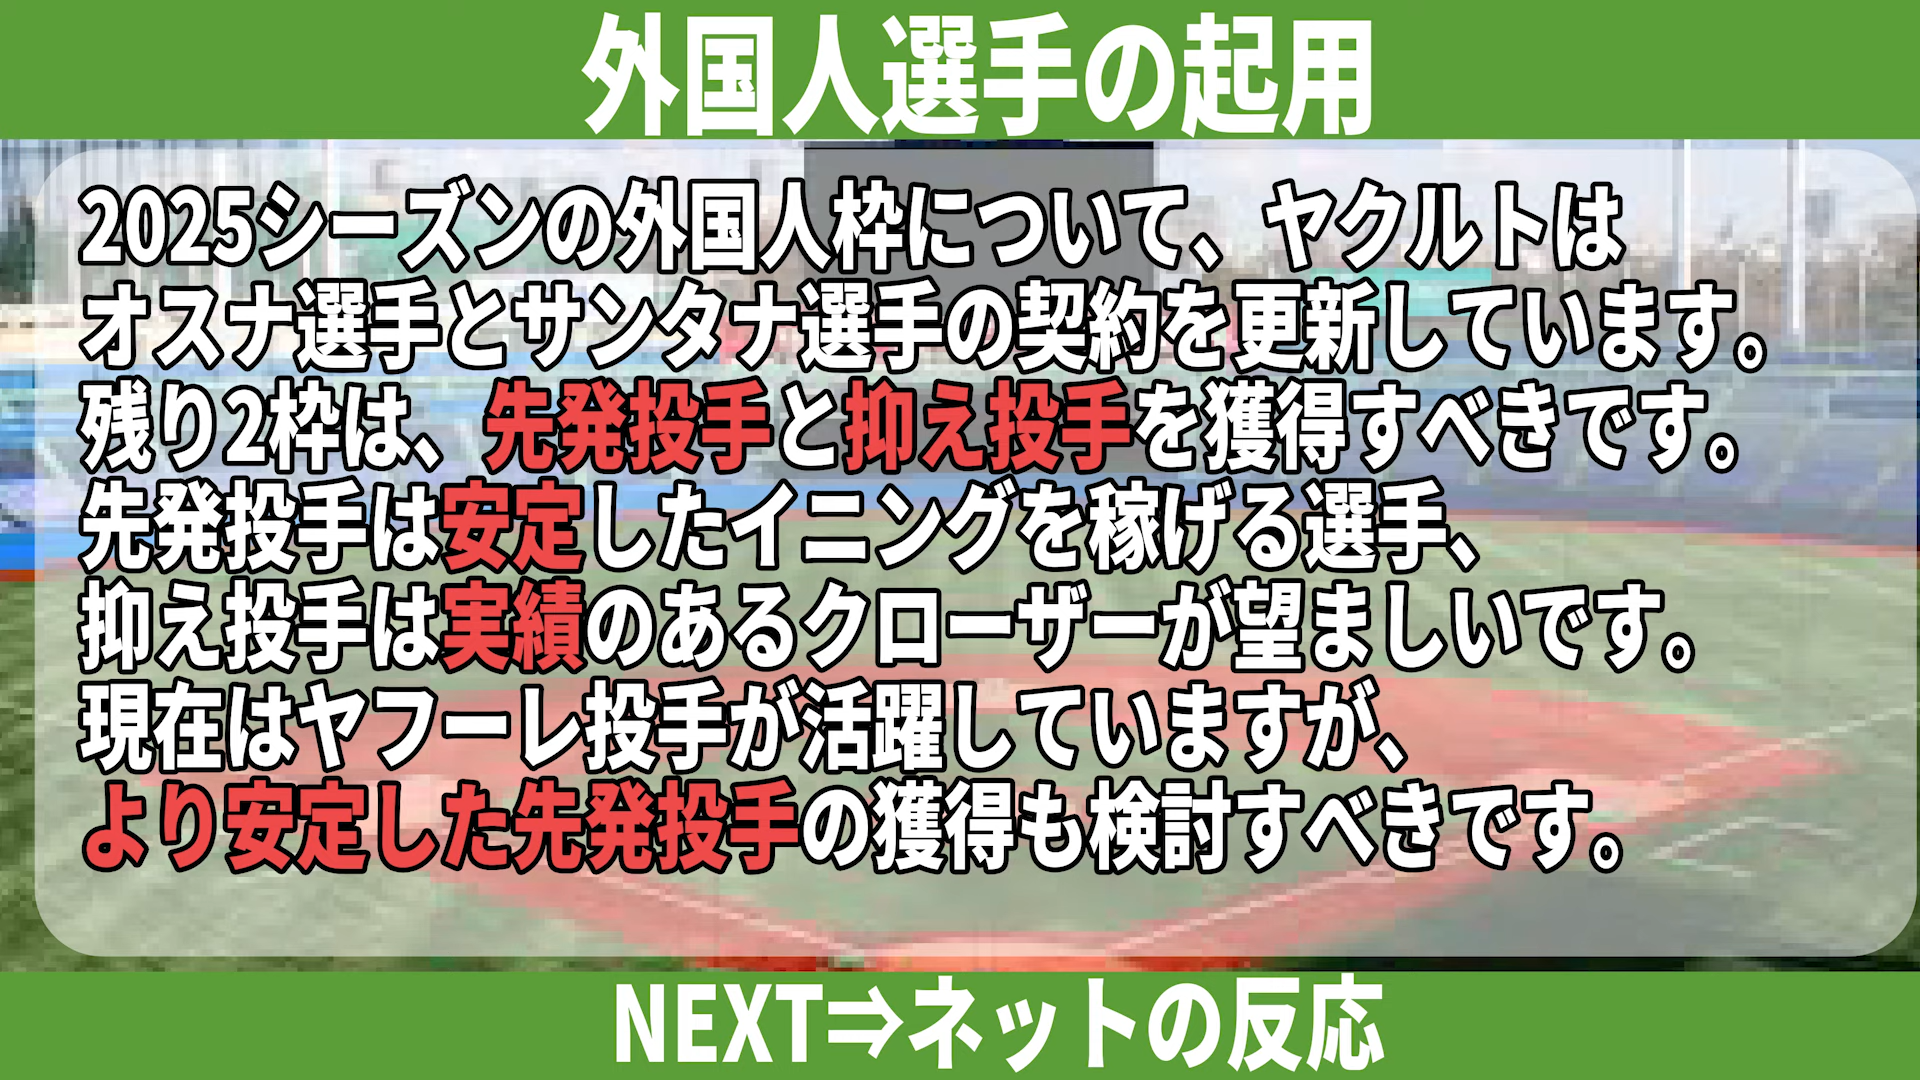 外国人選手の起用
2025シーズンの外国人枠について、ヤクルトは
オスナ選手とサンタナ選手の契約を更新しています。
残り2枠は、先発投手と抑え投手を獲得すべきです。
先発投手は安定したイニングを稼げる選手、
抑え投手は実績のあるクローザーが望ましいです。
現在はヤフーレ投手が活躍していますが、
より安定した先発投手の獲得も検討すべきです。
NEXT⇒ネットの反応